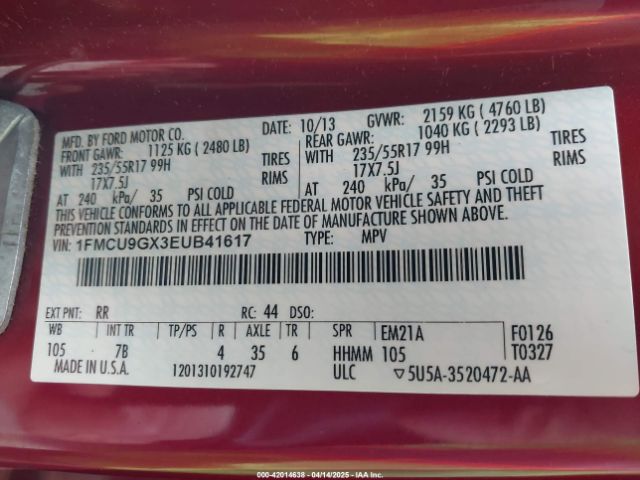 MFD. BY FORD MOTOR CO.
DATE: 10/13
GVWR: 2159 KG ( 4760 LB)
FRONT GAWR: 1125 KG ( 2480 LB)
REAR GAWR: 1040 KG ( 2293 LB)
WITH 235/55R17 99H TIRES
WITH 235/55R17 99H TIRES
17X7.5J RIMS
17X7.5J RIMS
AT 240 kPa/ 35 PSI COLD
AT 240 kPa/ 35 PSI COLD
THIS VEHICLE CONFORMS TO ALL APPLICABLE FEDERAL MOTOR VEHICLE SAFETY AND THEFT
PREVENTION STANDARDS IN EFFECT ON THE DATE OF MANUFACTURE SHOWN ABOVE.
VIN: 1FMCU9GX3EUB41617
TYPE: MPV
EXT PNT: RR RC: 44 DSO:
WB INT TR TP/PS R AXLE TR SPR EM21A F0126
105 7B 4 35 6 HHMM 105 T0327
MADE IN U.S.A. 1201310192747 ULC ▽5U5A-3520472-AA
000-42014638 - 04/14/2025 - IAAI.COM